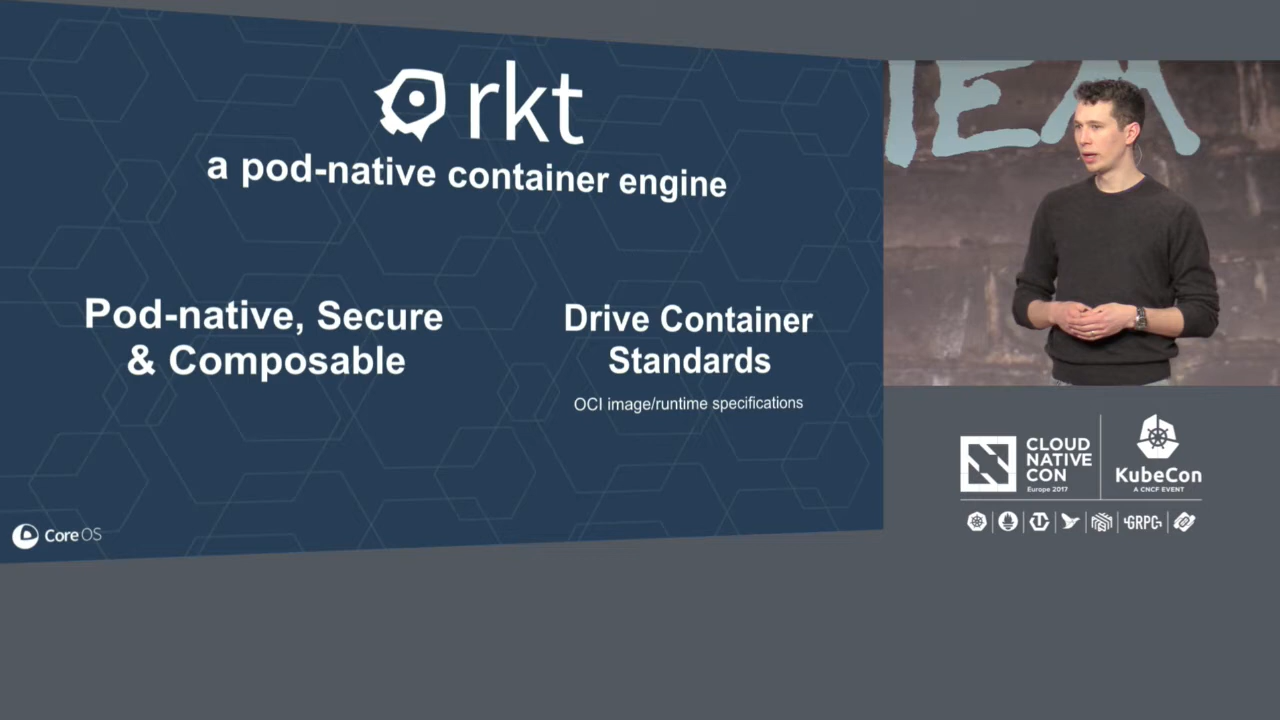 rkt
a pod-native container engine
Pod-native, Secure
& Composable
Drive Container
Standards
OCI image/runtime specifications
CoreOS
CLOUD
NATIVE
CON
Europe 2017
KubeCon
A CNCF EVENT
GRPC